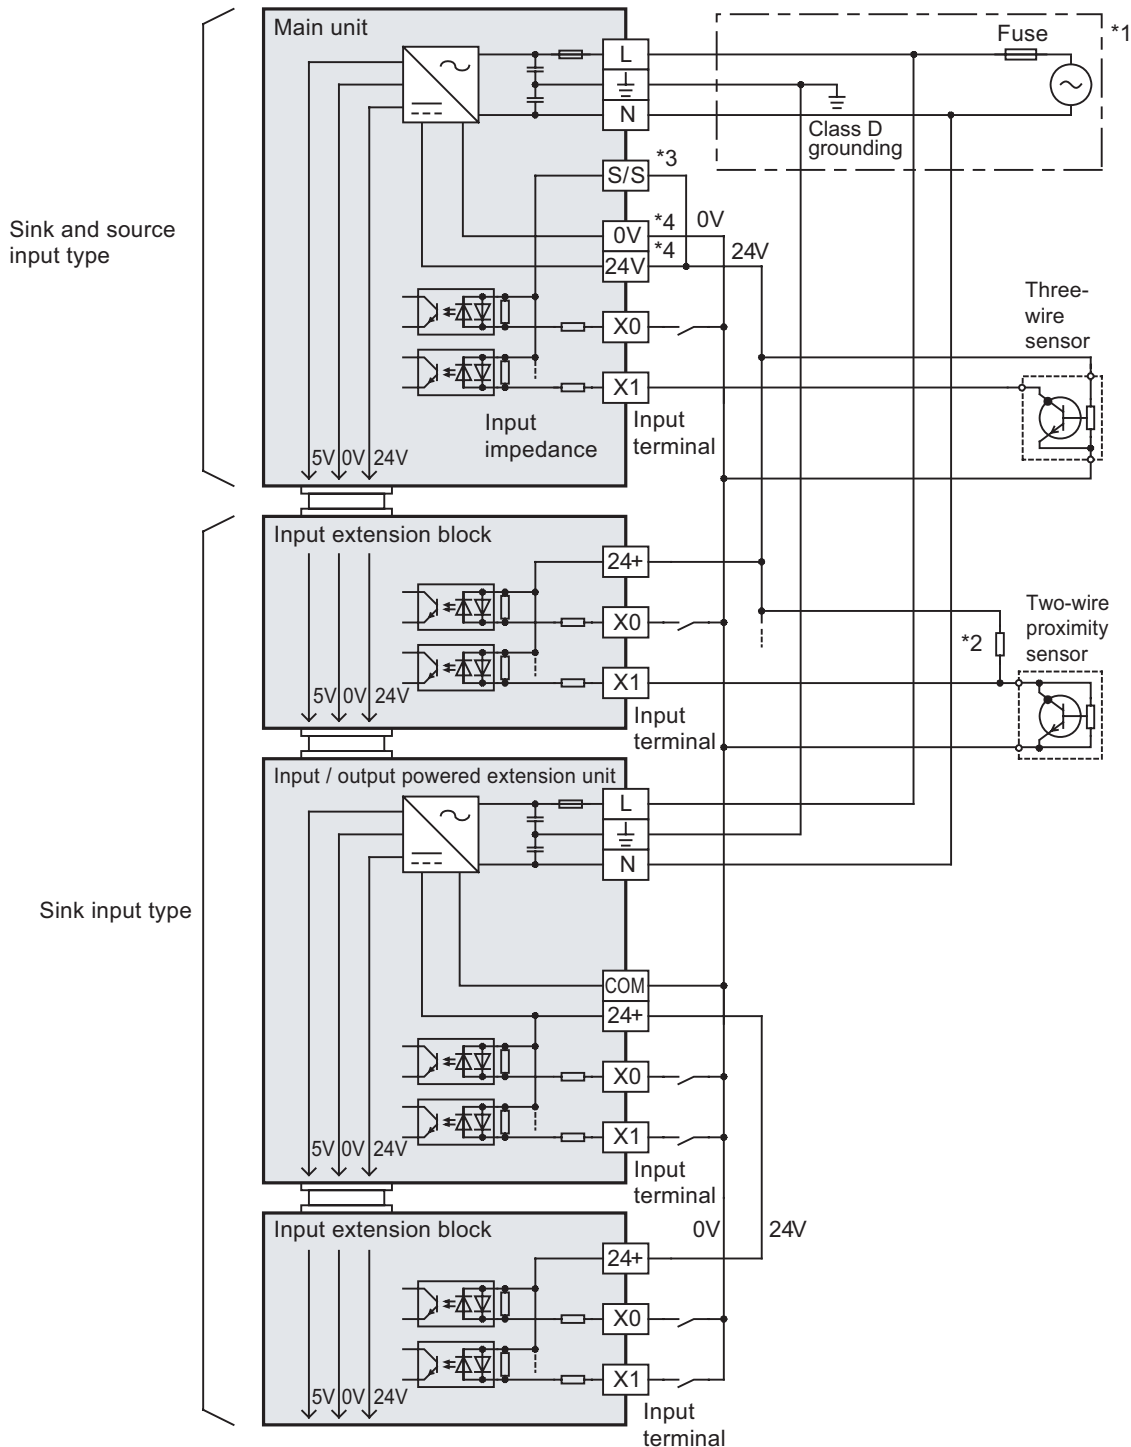 Main unit
Fuse
*1
L
N
Class D
grounding
S/S
*3
Sink and source
input type
0V
*4
0V
24V
*4
24V
Three-
wire
sensor
X0
X1
Input
impedance
Input
terminal
5V
0V
24V
Input extension block
24+
X0
*2
Two-wire
proximity
sensor
X1
5V
0V
24V
Input
terminal
Input / output powered extension unit
L
N
Sink input type
COM
24+
X0
X1
5V
0V
24V
Input
terminal
Input extension block
0V
24V
24+
X0
X1
5V
0V
24V
Input
terminal